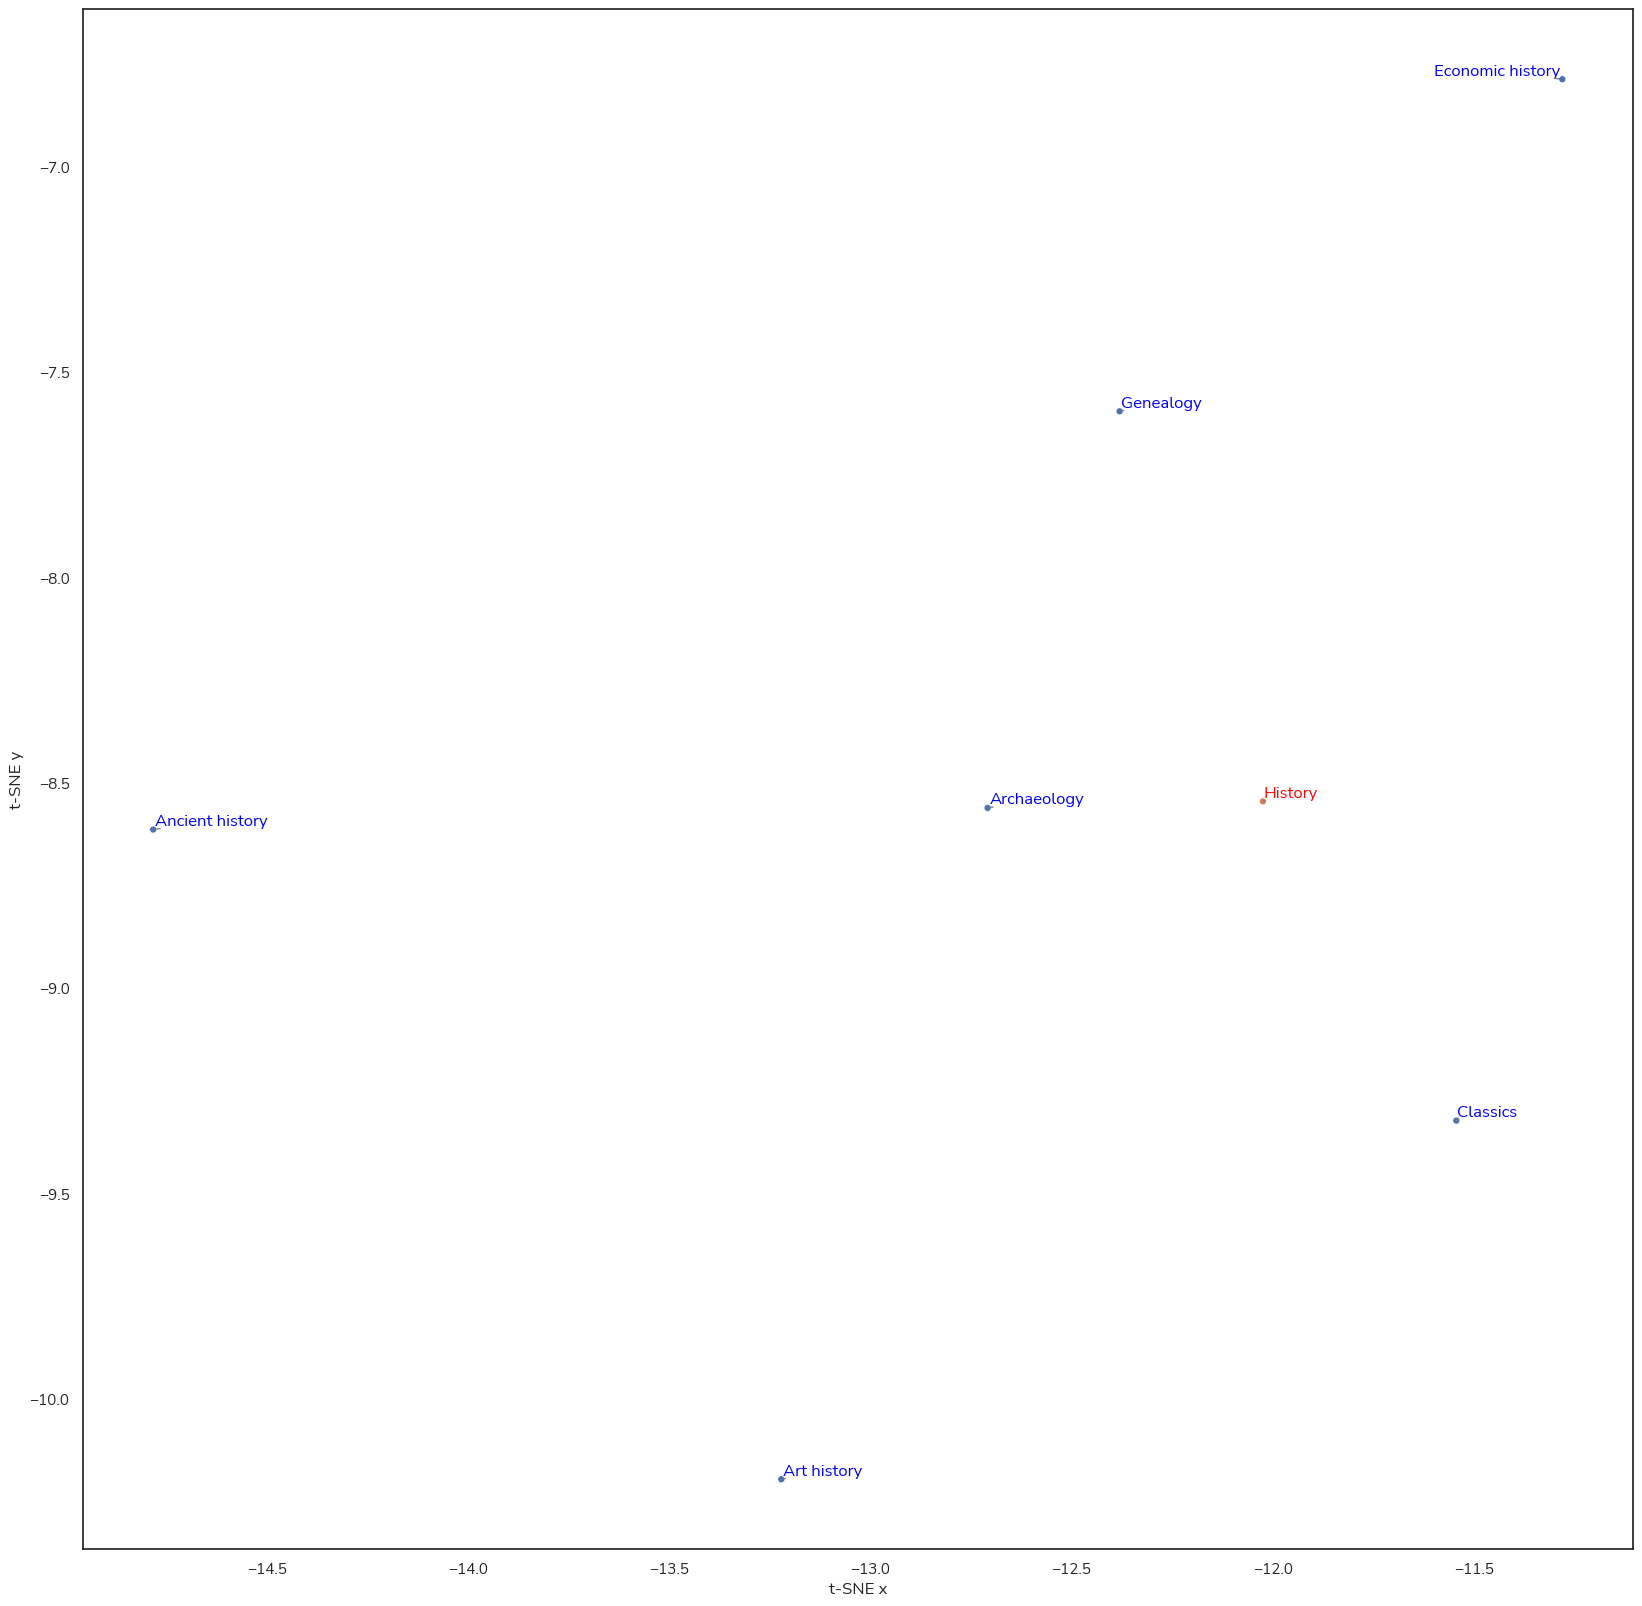 Economic history
−7.0
−7.5
Genealogy
−8.0
t-SNE y
−8.5
Archaeology
History
Ancient history
−9.0
Classics
−9.5
−10.0
Art history
−14.5
−14.0
−13.5
−13.0
−12.5
−12.0
−11.5
t-SNE x